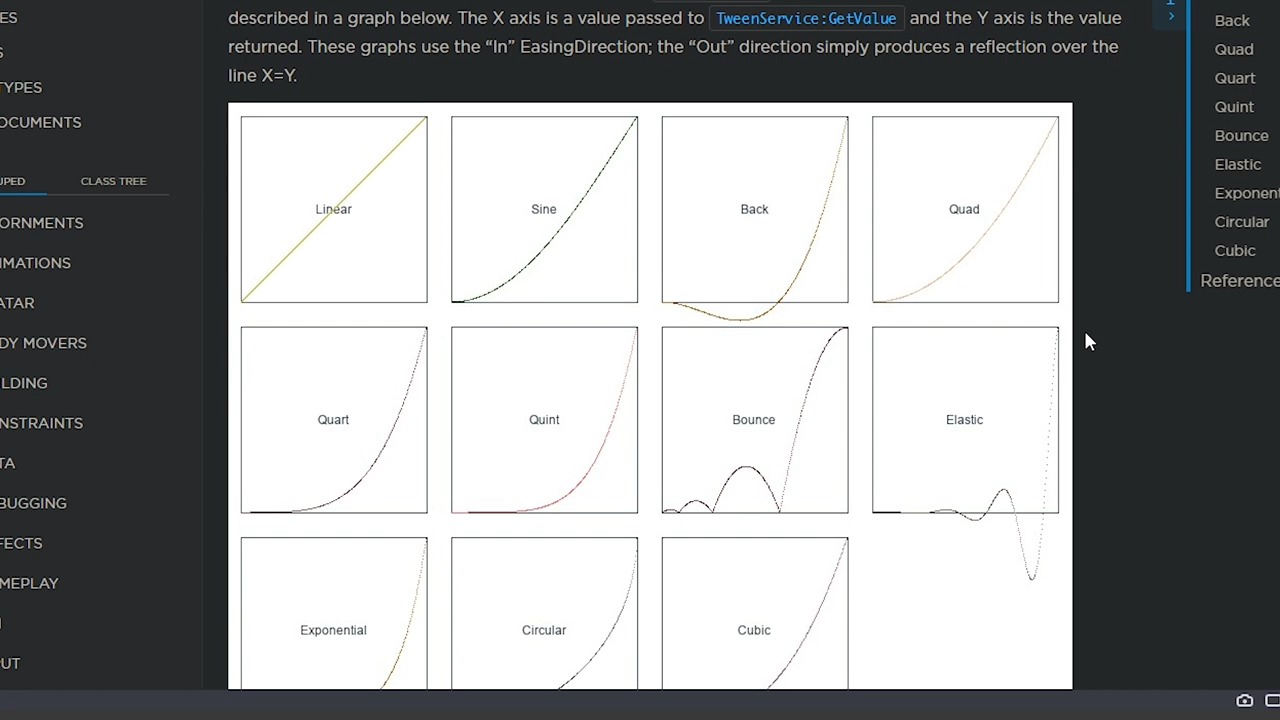 described in a graph below. The X axis is a value passed to TweenService:GetValue and the Y axis is the value
returned. These graphs use the “In” EasingDirection; the “Out” direction simply produces a reflection over the
line X=Y.
ES
S
TYPES
OCUMENTS
UPED CLASS TREE
ORNMENTS
IMATIONS
ATAR
DY MOVERS
ILDING
NSTRAINTS
TA
BUGGING
FECTS
MEPLAY
UT
Linear Sine Back Quad
Quart Quint Bounce Elastic
Exponential Circular Cubic
Back
Quad
Quart
Quint
Bounce
Elastic
Exponent
Circular
Cubic
Reference